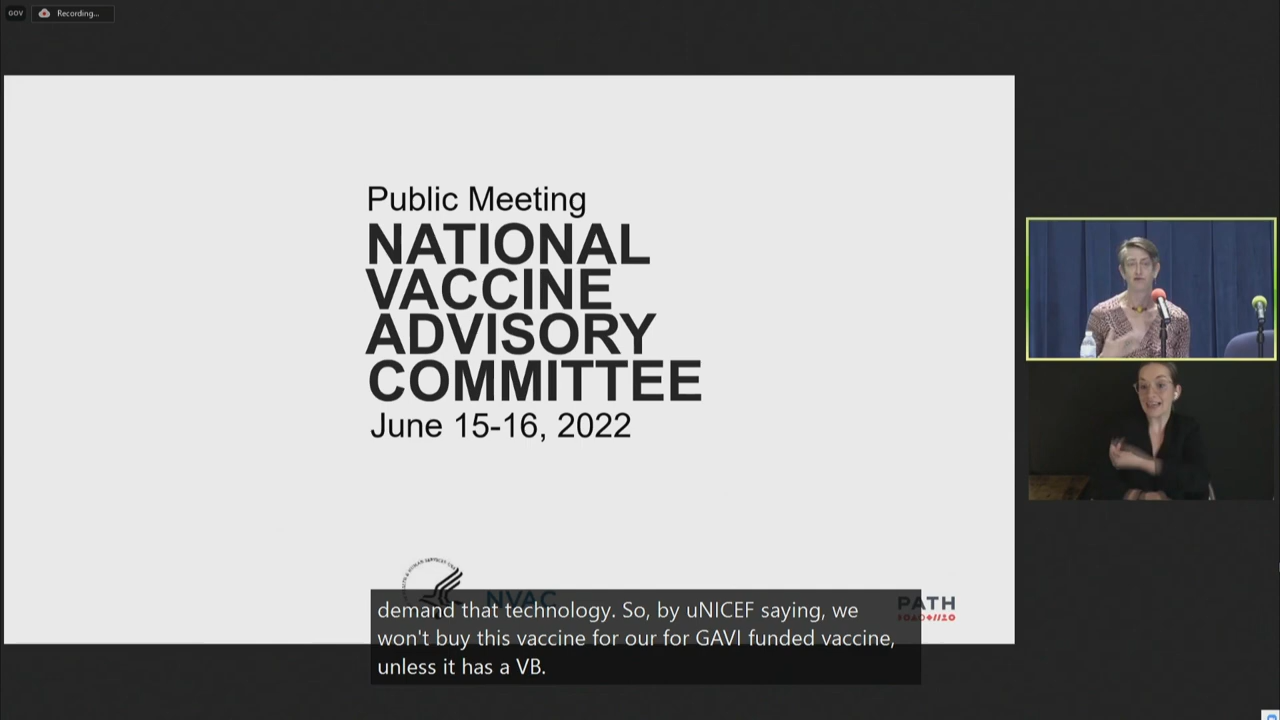 GOV
Recording...
Public Meeting
NATIONAL
VACCINE
ADVISORY
COMMITTEE
June 15-16, 2022
NVAC
PATH
demand that technology. So, by uNICEF saying, we
won't buy this vaccine for our for GAVI funded vaccine,
unless it has a VB.